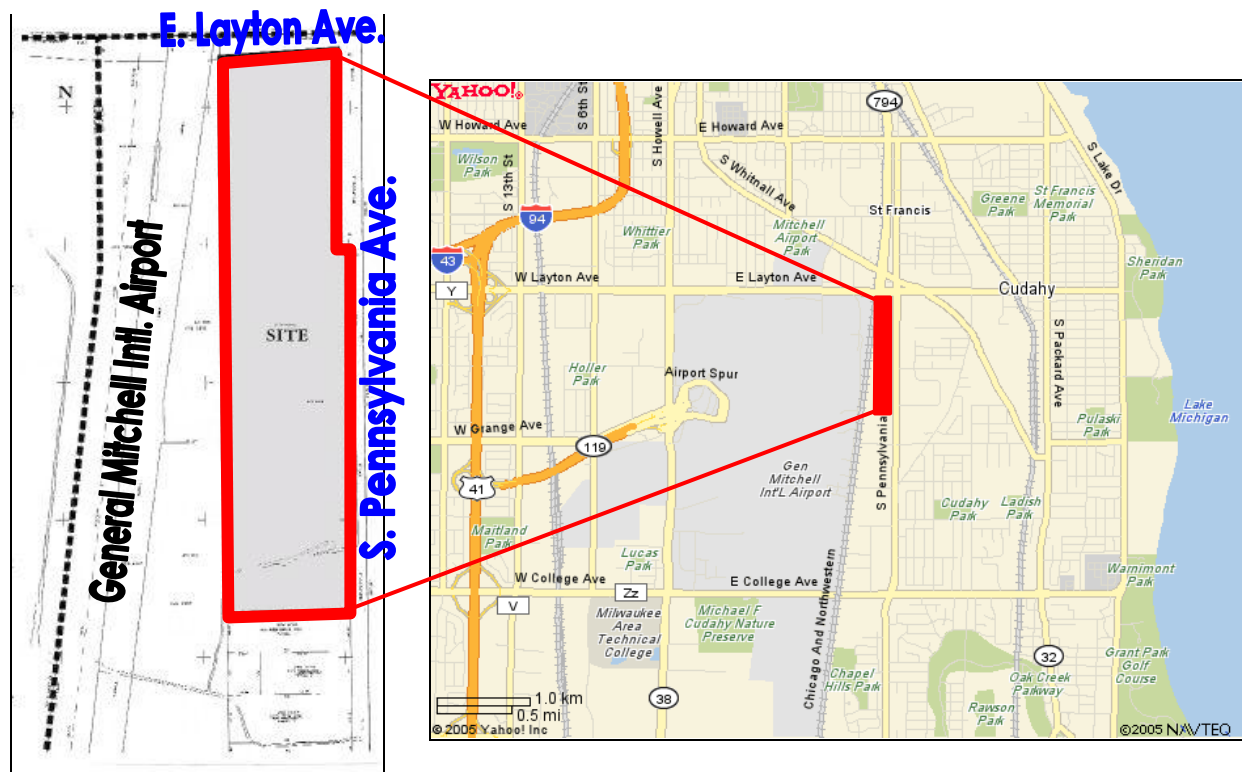 E. Layton Ave.
N
General Mitchell Intl. Airport
SITE
S. Pennsylvania Ave.
YAHOO!
W Howard Ave
S 6th St
S Howell Ave
E Howard Ave
794
Wilson
Park
S 13th St
S Whitnall Ave
S Lake Dr
94
43
Whittier
Park
Mitchell
Airport
Park
St Francis
Greene
Park
St Francis
Memorial
Park
Sheridan
Park
W Layton Ave
E Layton Ave
Y
Cudahy
Holler
Park
Airport Spur
S Packard Ave
W Grange Ave
119
Pulaski
Park
Lake
Michigan
41
Gen
Mitchell
Int'L Airport
S Pennsylvania
Cudahy
Park
Ladish
Park
Maitland
Park
Lucas
Park
W College Ave
E College Ave
Warnimont
Park
V
Zz
Milwaukee
Area
Technical
College
Michael F
Cudahy Nature
Preserve
Chicago And Northwestern
Chapel
Hills Park
32
Oak Creek
Parkway
Grant Park
Golf
Course
Rawson
Park
38
1.0 km
0.5 mi
© 2005 Yahoo! Inc
©2005 NAVTEQ